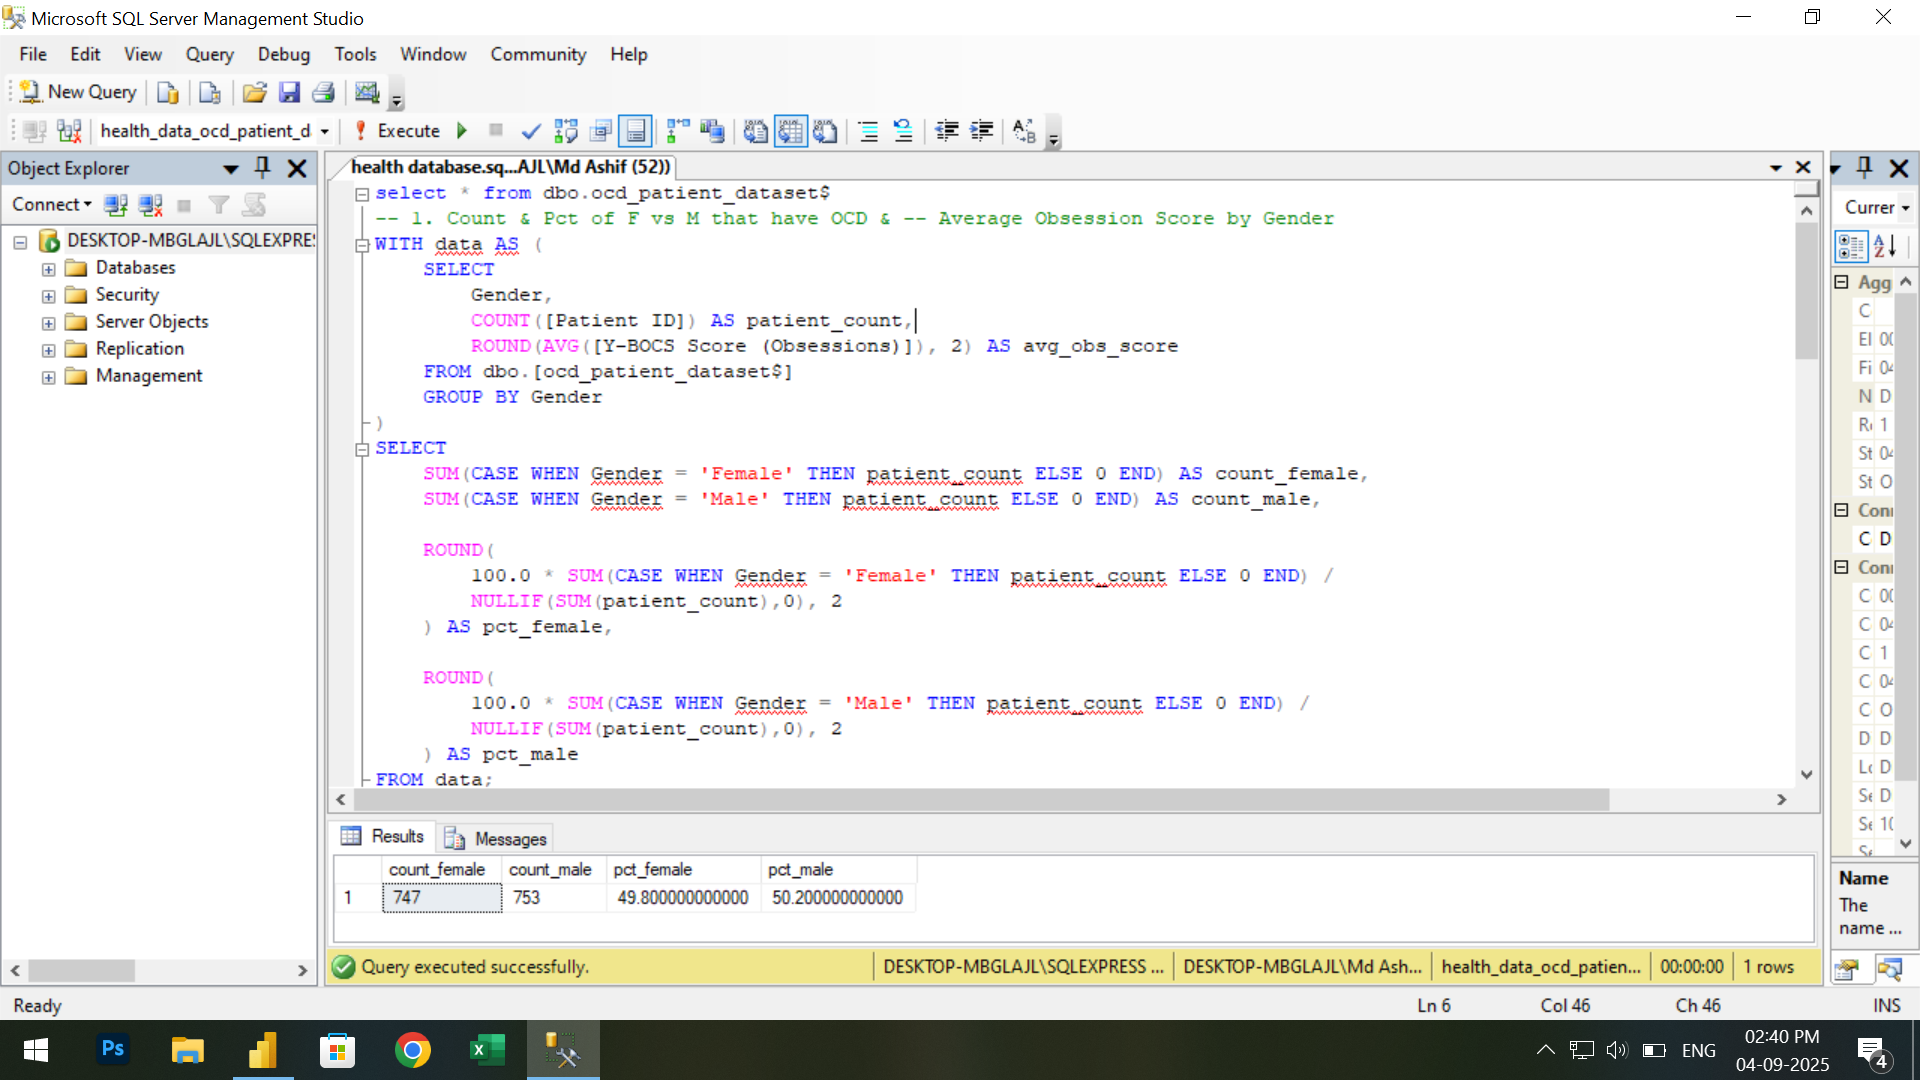 Microsoft SQL Server Management Studio
File Edit View Query Debug Tools Window Community Help
New Query
health_data_ocd_patient_d Execute
Object Explorer
Connect
DESKTOP-MBGLAJL\SQLEXPRE
Databases
Security
Server Objects
Replication
Management
health database.sq...AJL\Md Ashif (52))
select * from dbo.ocd_patient_dataset$
-- 1. Count & Pct of F vs M that have OCD & -- Average Obsession Score by Gender
WITH data AS (
SELECT
Gender,
COUNT([Patient ID]) AS patient_count,
ROUND(AVG([Y-BOCS Score (Obsessions)]), 2) AS avg_obs_score
FROM dbo.[ocd_patient_dataset$]
GROUP BY Gender
)
SELECT
SUM(CASE WHEN Gender = 'Female' THEN patient_count ELSE 0 END) AS count_female,
SUM(CASE WHEN Gender = 'Male' THEN patient_count ELSE 0 END) AS count_male,
ROUND(
100.0 * SUM(CASE WHEN Gender = 'Female' THEN patient_count ELSE 0 END) /
NULLIF(SUM(patient_count),0), 2
) AS pct_female,
ROUND(
100.0 * SUM(CASE WHEN Gender = 'Male' THEN patient_count ELSE 0 END) /
NULLIF(SUM(patient_count),0), 2
) AS pct_male
FROM data;
Results Messages
count_female count_male pct_female pct_male
1 747 753 49.800000000000 50.200000000000
Query executed successfully. DESKTOP-MBGLAJL\SQLEXPRESS ... DESKTOP-MBGLAJL\Md Ash... health_data_ocd_patien... 00:00:00 1 rows
Curre
Agg
C
El 00
Fi 04
N D
1
St 04
St O
Con
C D
Con
C 00
C 04
C 1
C 04
C O
D D
D
Se D
Se 10
Name
The
name ...
Ready Ln 6 Col 46 Ch 46 INS
Ps
ENG
02:40 PM
04-09-2025
4